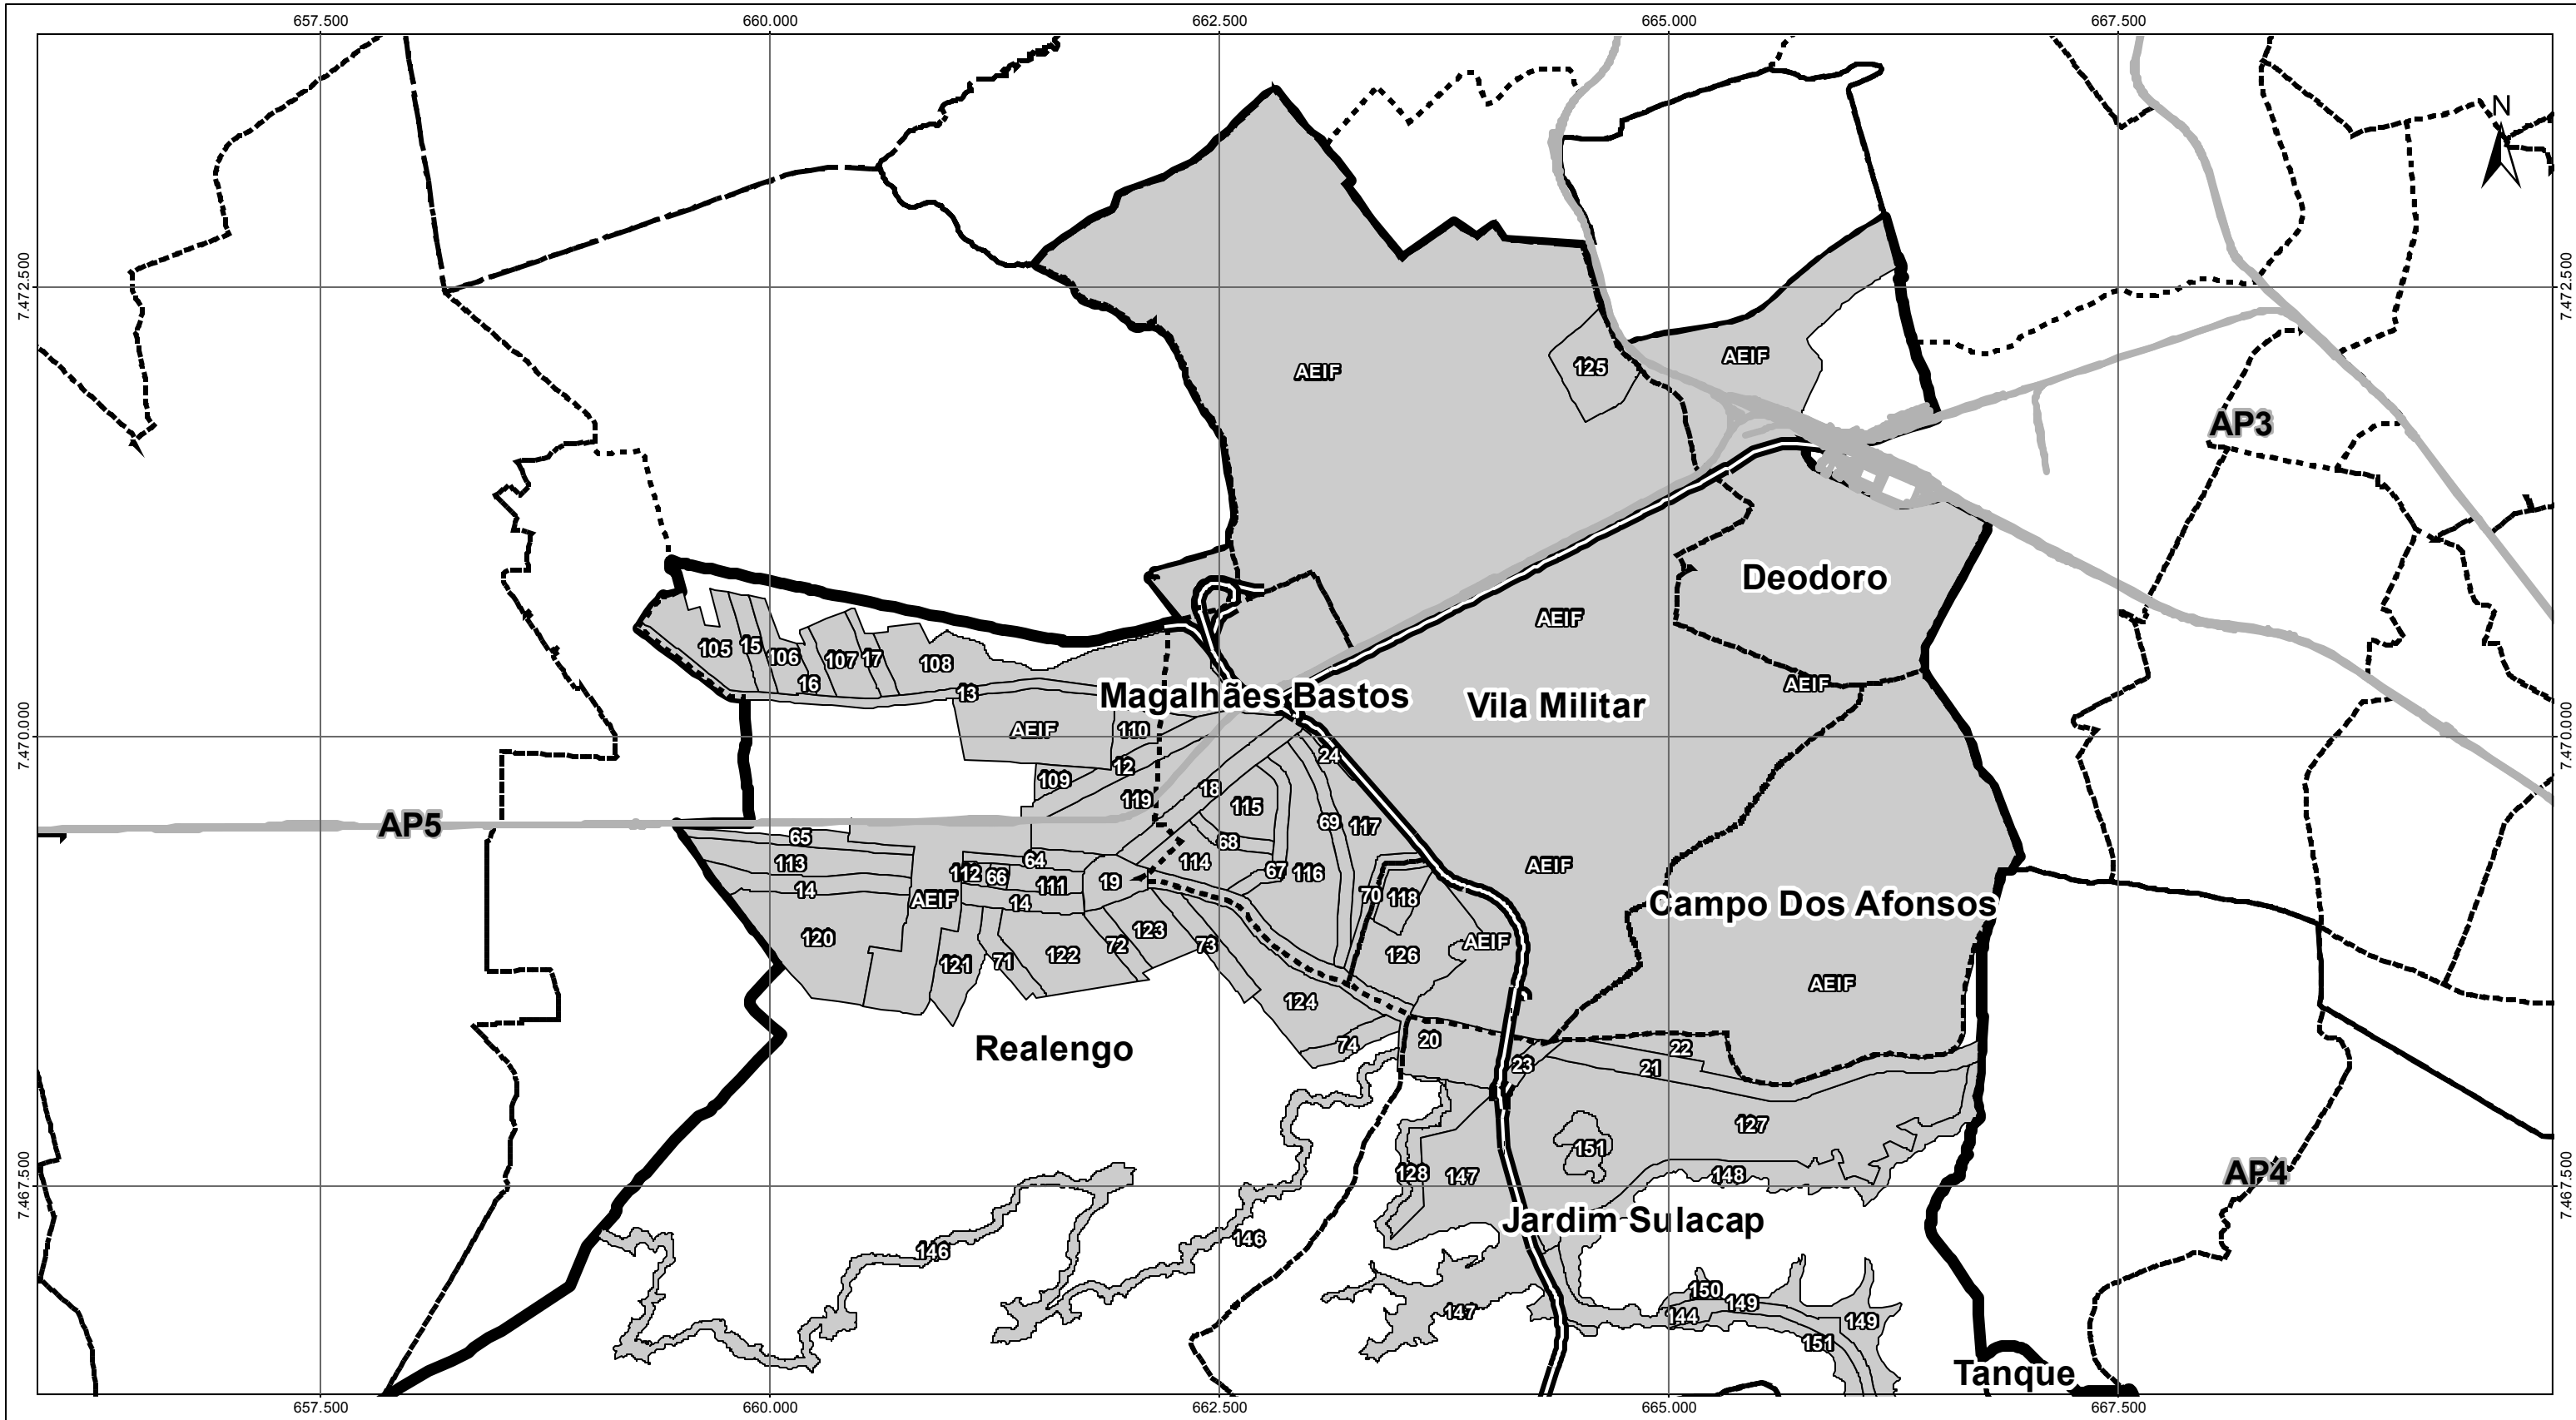 657.500 660.000 662.500 665.000 667.500
N
7.472.500 7.472.500
AEIF
125
AEIF
AP3
Deodoro
AEIF
105 15 106 107 17 108
16
13
Magalhães Bastos
Vila Militar
AEIF
AEIF
110
7.470.000 7.470.000
24
12
109
18
119
115
AP5
65
69
117
68
64
113
114
AEIF
67
112
66
116
111
19
14
14
AEIF
70
118
Campo Dos Afonsos
123
120
AEIF
72
73
126
122
121
71
AEIF
124
20
Realengo
74
22
23
21
127
151
128
147
148
AP4
7.467.500 7.467.500
Jardim Sulacap
146
146
150
149
147
144
149
151
Tanque
657.500 660.000 662.500 665.000 667.500